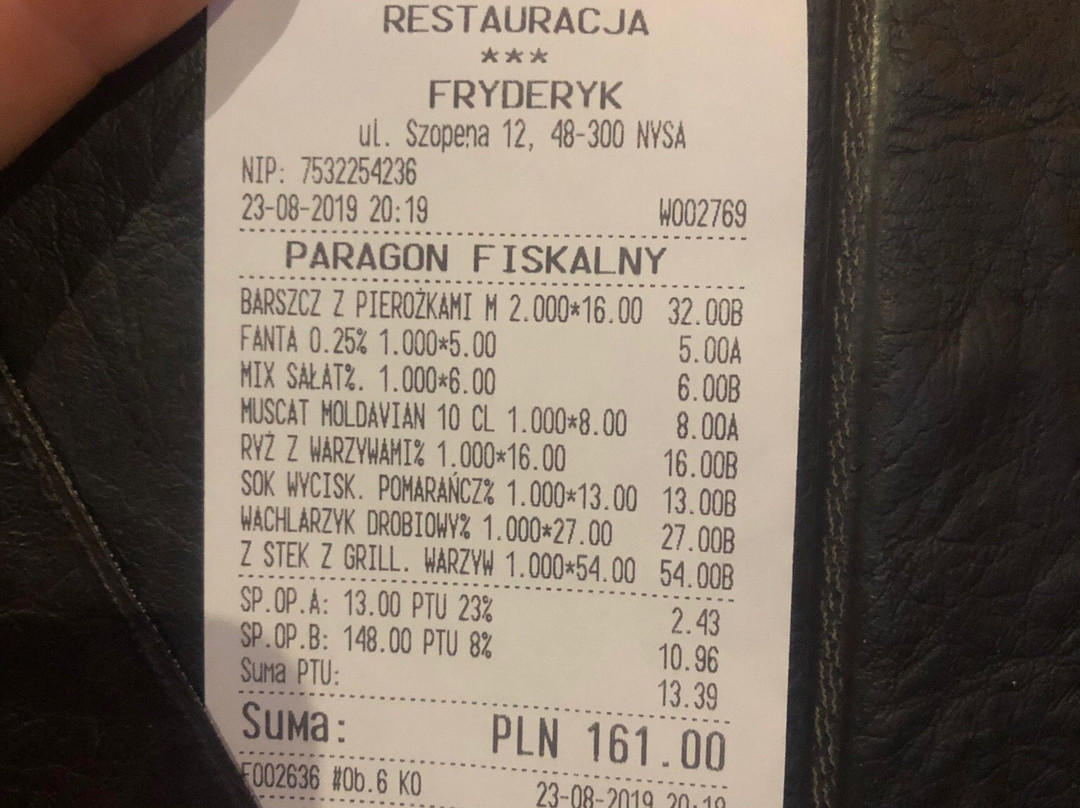 RESTAURACJA
***
FRYDERYK
ul. Szopena 12, 48-300 NYSA
NIP: 7532254236
23-08-2019 20:19 W002769
PARAGON FISKALNY
BARSZCZ Z PIEROŻKAMI M 2.000*16.00 32.00B
FANTA 0.25% 1.000*5.00 5.00A
MIX SAŁAT%. 1.000*6.00 6.00B
MUSCAT MOLDAVIAN 10 CL 1.000*8.00 8.00A
RYŻ Z WARZYWAMI% 1.000*16.00 16.00B
SOK WYCISK. POMARAŃCZ% 1.000*13.00 13.00B
WACHLARZYK DROBIOWY% 1.000*27.00 27.00B
Z STEK Z GRILL. WARZYW 1.000*54.00 54.00B
SP.OP.A: 13.00 PTU 23% 2.43
SP.OP.B: 148.00 PTU 8% 10.96
Suma PTU: 13.39
Suma: PLN 161.00
F002636 #Ob.6 KO 23-08-2019 20:19